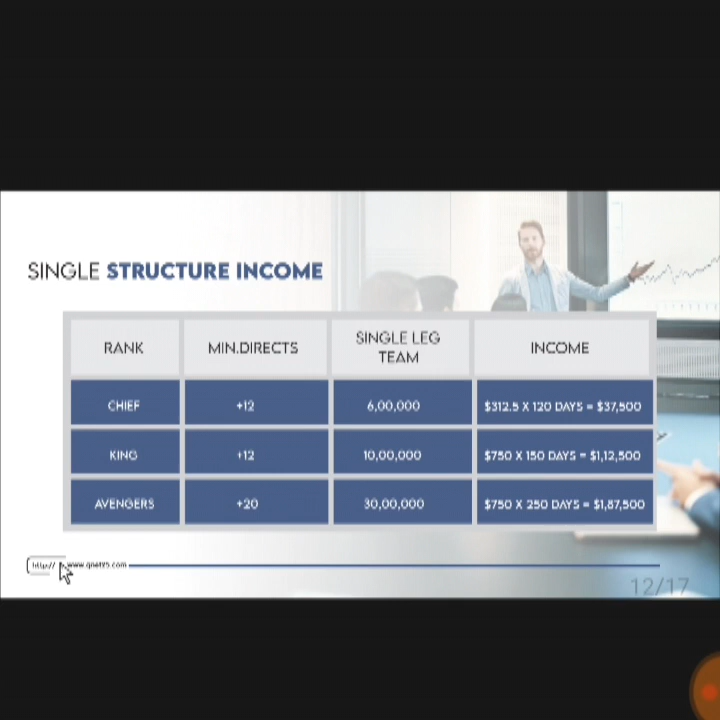 SINGLE STRUCTURE INCOME
RANK MIN.DIRECTS SINGLE LEG TEAM INCOME
CHIEF +12 6,00,000 $312.5 X 120 DAYS = $37,500
KING +12 10,00,000 $750 X 150 DAYS = $1,12,500
AVENGERS +20 30,00,000 $750 X 250 DAYS = $1,87,500
http://
12/17